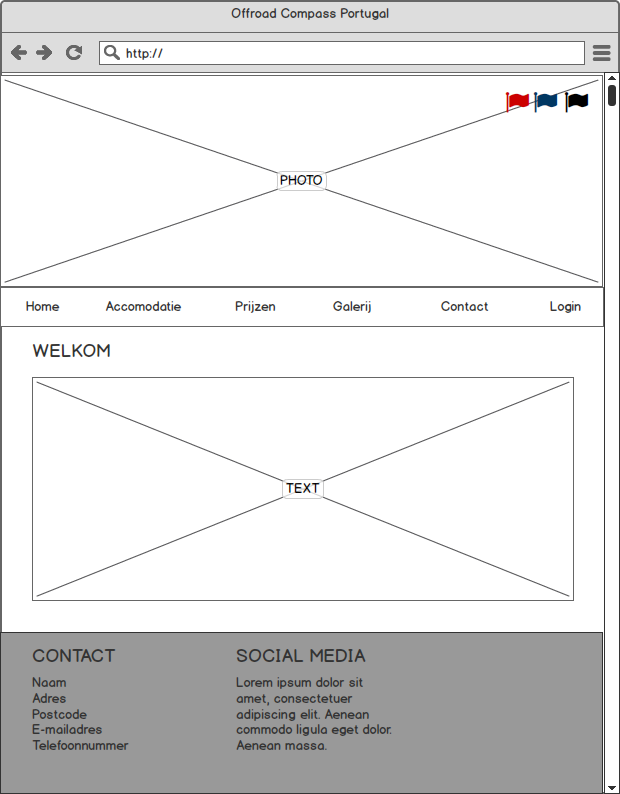 Offroad Compass Portugal
http://
PHOTO
Home Accomodatie Prijzen Galerij Contact Login
WELKOM
TEXT
CONTACT
Naam
Adres
Postcode
E-mailadres
Telefoonnummer
SOCIAL MEDIA
Lorem ipsum dolor sit
amet, consectetuer
adipiscing elit. Aenean
commodo ligula eget dolor.
Aenean massa.